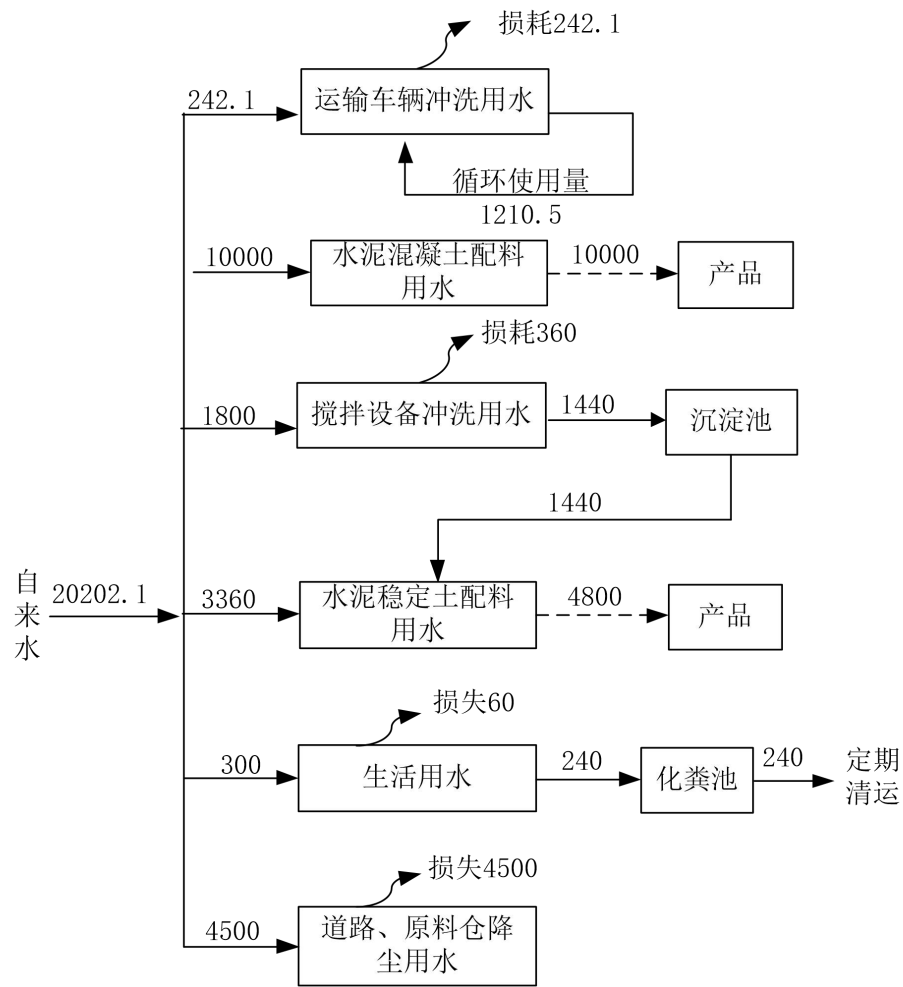 损耗242.1
242.1
运输车辆冲洗用水
循环使用量
1210.5
10000
水泥混凝土配料
用水
10000
产品
损耗360
1800
搅拌设备冲洗用水
1440
沉淀池
1440
自
来
水
20202.1
3360
水泥稳定土配料
用水
4800
产品
损失60
300
生活用水
240
化粪池
240
定期
清运
损失4500
4500
道路、原料仓降
尘用水